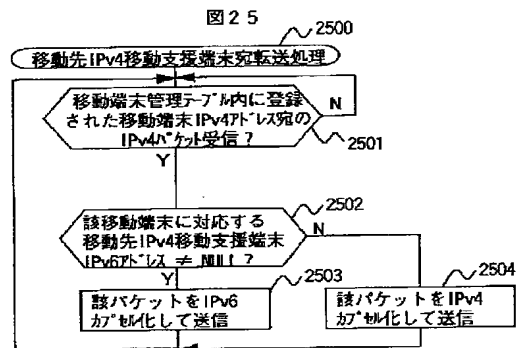 図25
2500
移動先IPv4移動支援端末宛転送処理
移動端末管理テーブル内に登録
された移動端末IPv4アドレス宛の
IPv4パケット受信?
N
2501
Y
2502
該移動端末に対応する
移動先IPv4移動支援端末
IPv6アドレス ≠ NULL?
N
Y
2503
該パケットをIPv6
カプセル化して送信
2504
該パケットをIPv4
カプセル化して送信